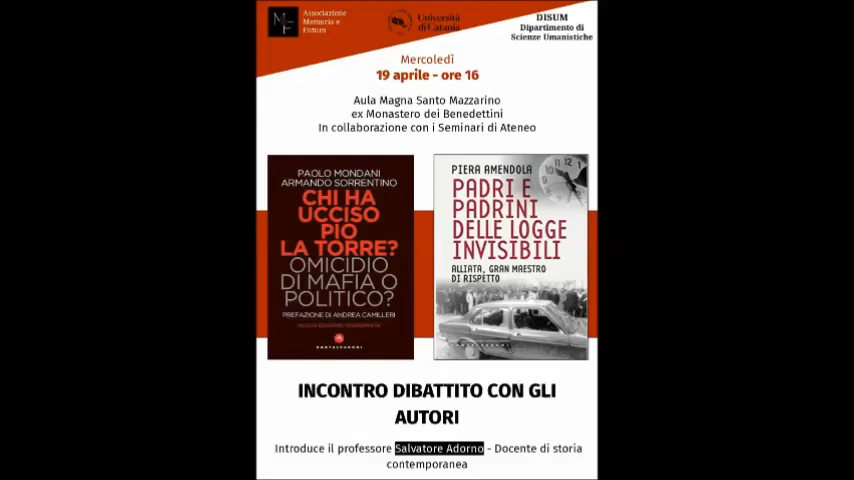 Associazione
Memoria e
Futuro
Università
di Catania
DISUM
Dipartimento di
Scienze Umanistiche
Mercoledì
19 aprile - ore 16
Aula Magna Santo Mazzarino
ex Monastero dei Benedettini
In collaborazione con i Seminari di Ateneo
PAOLO MONDANI
ARMANDO SORRENTINO
CHI HA
UCCISO
PIO
LA TORRE?
OMICIDIO
DI MAFIA O
POLITICO?
PREFAZIONE DI ANDREA CAMILLERI
CASTELVECCHI
PIERA AMENDOLA
PADRI E
PADRINI
DELLE LOGGE
INVISIBILI
ALLIATA, GRAN MAESTRO
DI RISPETTO
CASTELVECCHI
INCONTRO DIBATTITO CON GLI
AUTORI
Introduce il professore Salvatore Adorno - Docente di storia
contemporanea